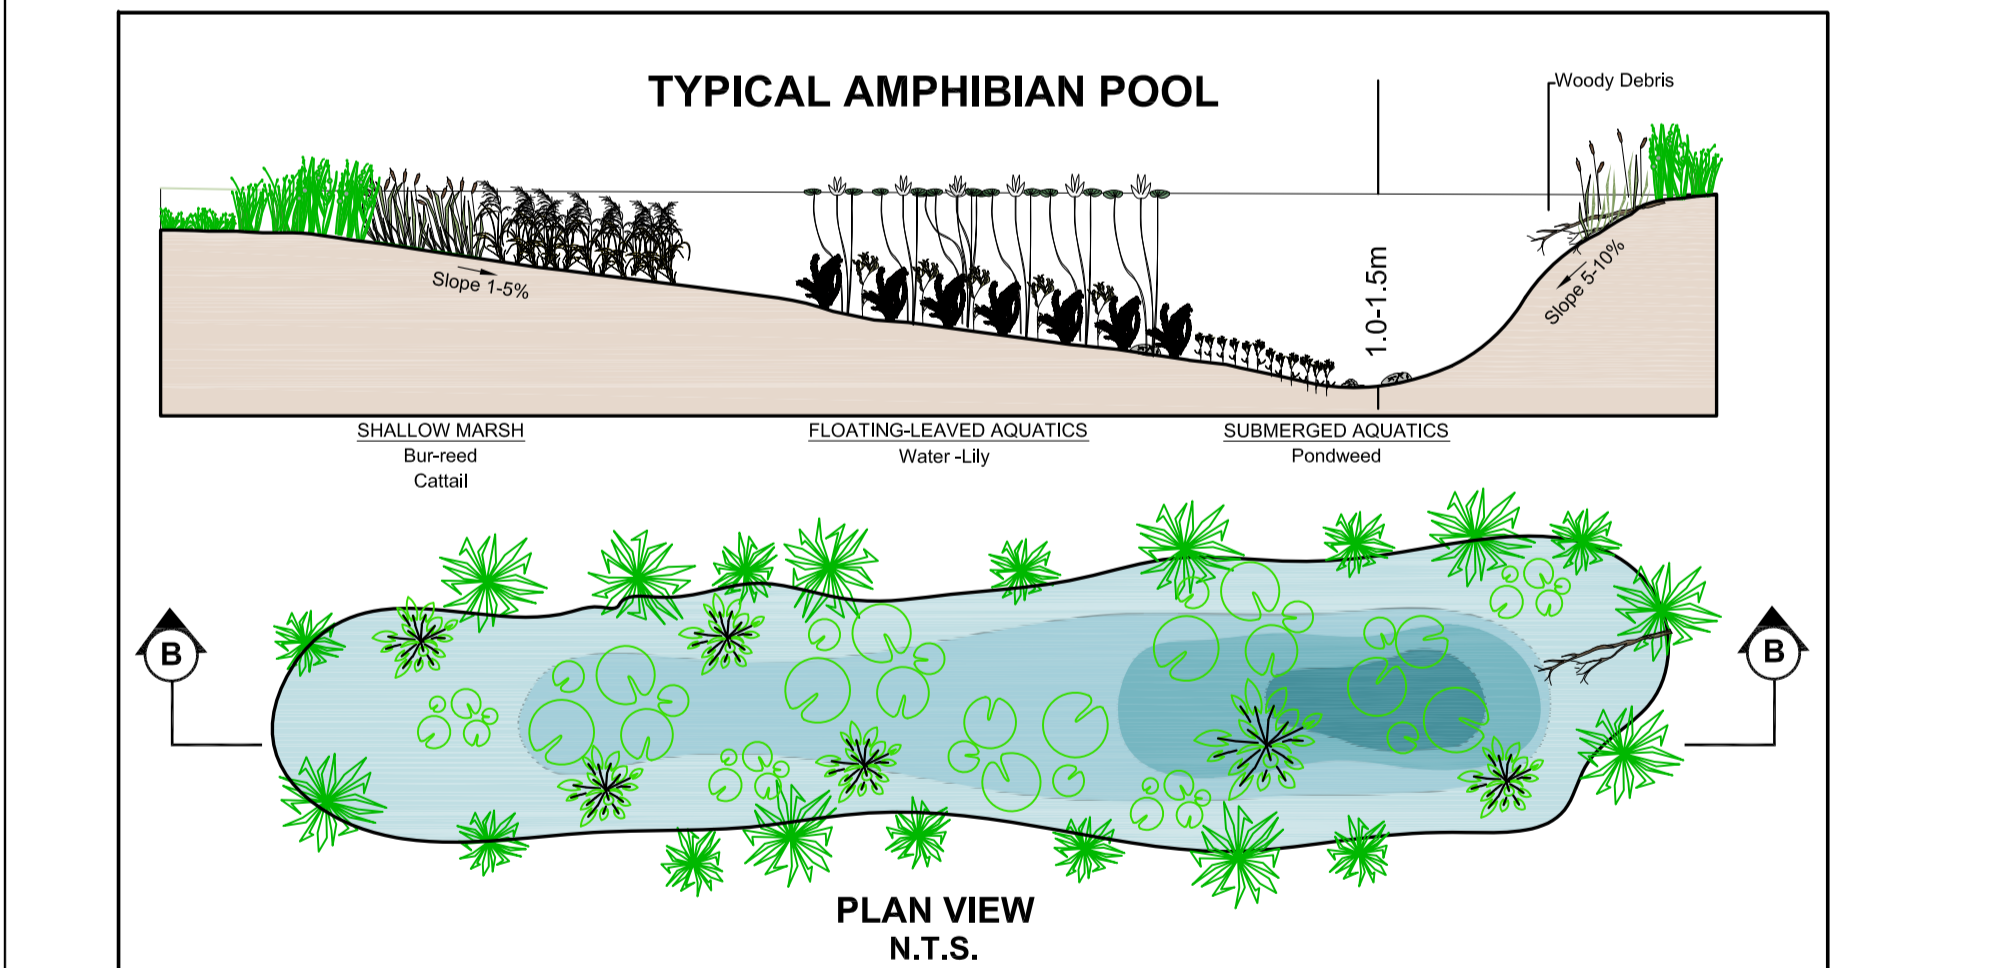 TYPICAL AMPHIBIAN POOL
Woody Debris
Slope 1-5%
1.0-1.5m
Slope 5-10%
SHALLOW MARSH
Bur-reed
Cattail
FLOATING-LEAVED AQUATICS
Water -Lily
SUBMERGED AQUATICS
Pondweed
B
B
PLAN VIEW
N.T.S.